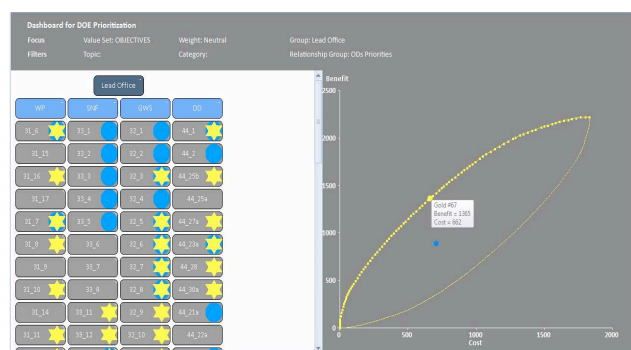 Dashboard for DOE Prioritization
Focus Value Set: OBJECTIVES Weight: Neutral Group: Lead Office
Filters Topic: Category: Relationship Group: ODs Priorities
Lead Office
WP SNF GWS DD
31_6 33_1 32_1 44_1
31_15 33_2 32_2 44_2
31_16 33_3 32_3 44_25b
31_17 33_4 32_4 44_25a
31_7 33_5 32_5 44_27a
31_8 33_6 32_6 44_23a
31_9 33_7 32_7 44_28
31_10 33_8 32_8 44_30a
31_14 33_11 32_9 44_21a
31_11 33_12 32_10 44_22a
Benefit
2500
2000
1500
Gold #67
Benefit = 1365
Cost = 662
1000
500
0
0 500 1000 1500 2000
Cost